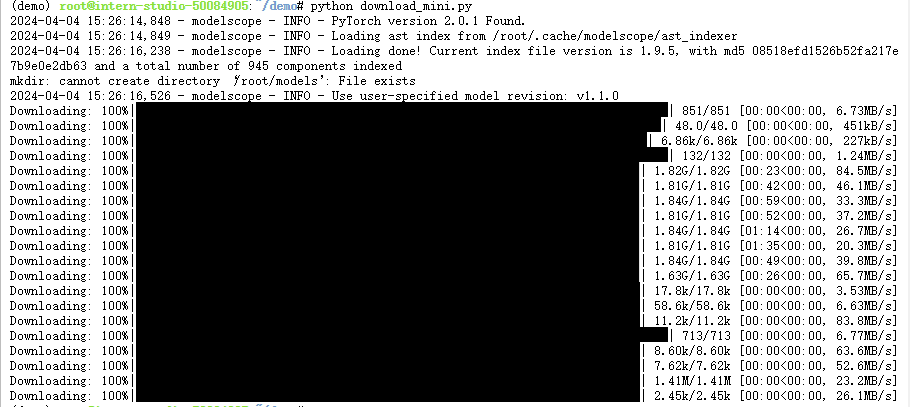 (demo) root@intern-studio-50084905:~/demo# python download_mini.py
2024-04-04 15:26:14,848 - modelscope - INFO - PyTorch version 2.0.1 Found.
2024-04-04 15:26:14,849 - modelscope - INFO - Loading ast index from /root/.cache/modelscope/ast_indexer
2024-04-04 15:26:16,238 - modelscope - INFO - Loading done! Current index file version is 1.9.5, with md5 08518efd1526b52fa217e
7b9e0e2db63 and a total number of 945 components indexed
mkdir: cannot create directory ‘/root/models’: File exists
2024-04-04 15:26:16,526 - modelscope - INFO - Use user-specified model revision: v1.1.0
Downloading: 100%| | 851/851 [00:00<00:00, 6.73MB/s]
Downloading: 100%| | 48.0/48.0 [00:00<00:00, 451kB/s]
Downloading: 100%| | 6.86k/6.86k [00:00<00:00, 227kB/s]
Downloading: 100%| | 132/132 [00:00<00:00, 1.24MB/s]
Downloading: 100%| | 1.82G/1.82G [00:23<00:00, 84.5MB/s]
Downloading: 100%| | 1.81G/1.81G [00:42<00:00, 46.1MB/s]
Downloading: 100%| | 1.84G/1.84G [00:59<00:00, 33.3MB/s]
Downloading: 100%| | 1.81G/1.81G [00:52<00:00, 37.2MB/s]
Downloading: 100%| | 1.84G/1.84G [01:14<00:00, 26.7MB/s]
Downloading: 100%| | 1.81G/1.81G [01:35<00:00, 20.3MB/s]
Downloading: 100%| | 1.84G/1.84G [00:49<00:00, 39.8MB/s]
Downloading: 100%| | 1.63G/1.63G [00:26<00:00, 65.7MB/s]
Downloading: 100%| | 17.8k/17.8k [00:00<00:00, 3.53MB/s]
Downloading: 100%| | 58.6k/58.6k [00:00<00:00, 6.63MB/s]
Downloading: 100%| | 11.2k/11.2k [00:00<00:00, 83.8MB/s]
Downloading: 100%| | 713/713 [00:00<00:00, 6.77MB/s]
Downloading: 100%| | 8.60k/8.60k [00:00<00:00, 63.6MB/s]
Downloading: 100%| | 7.62k/7.62k [00:00<00:00, 52.6MB/s]
Downloading: 100%| | 1.41M/1.41M [00:00<00:00, 23.2MB/s]
Downloading: 100%| | 2.45k/2.45k [00:00<00:00, 26.1MB/s]